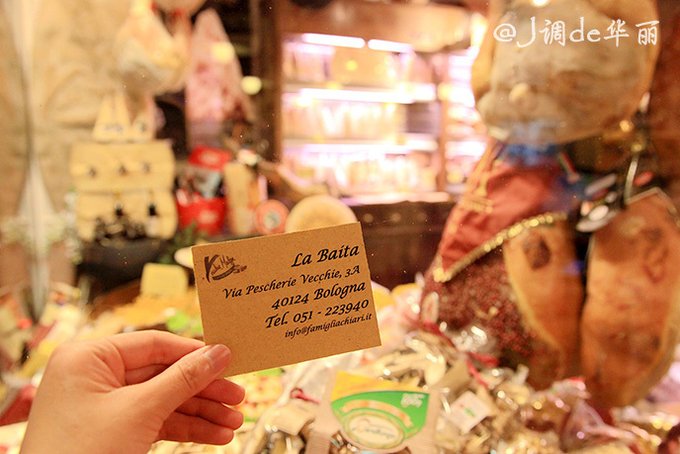 @J调de华丽
La Baita
Via Pescherie Vecchie, 3A
40124 Bologna
Tel. 051 - 223940
info@famigliachiari.it